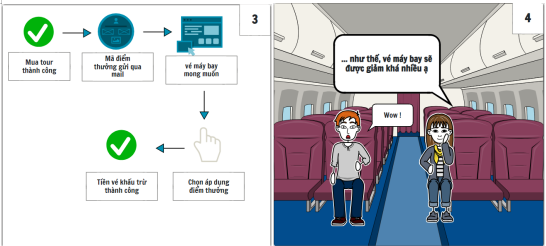 3
Mua tour
thành công
Mã điểm
thưởng gửi qua
mail
vé máy bay
mong muốn
Chọn áp dụng
điểm thưởng
Tiền vé khấu trừ
thành công
4
... như thế, vé máy bay sẽ
được giảm khá nhiều ạ
Wow !